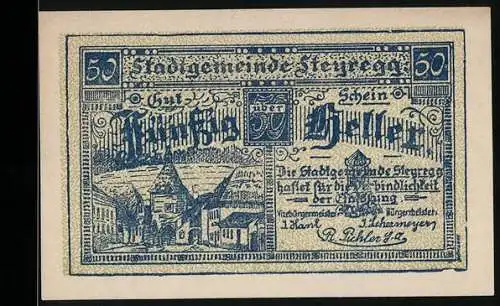 50 Stadtgemeinde Steyregg 50
Gut Schein
über
Fünfzig 50 Heller
Die Stadtgemeinde Steyregg
haftet für die Verbindlichkeit
der Einlösung
Bürgermeister
R. Pichler